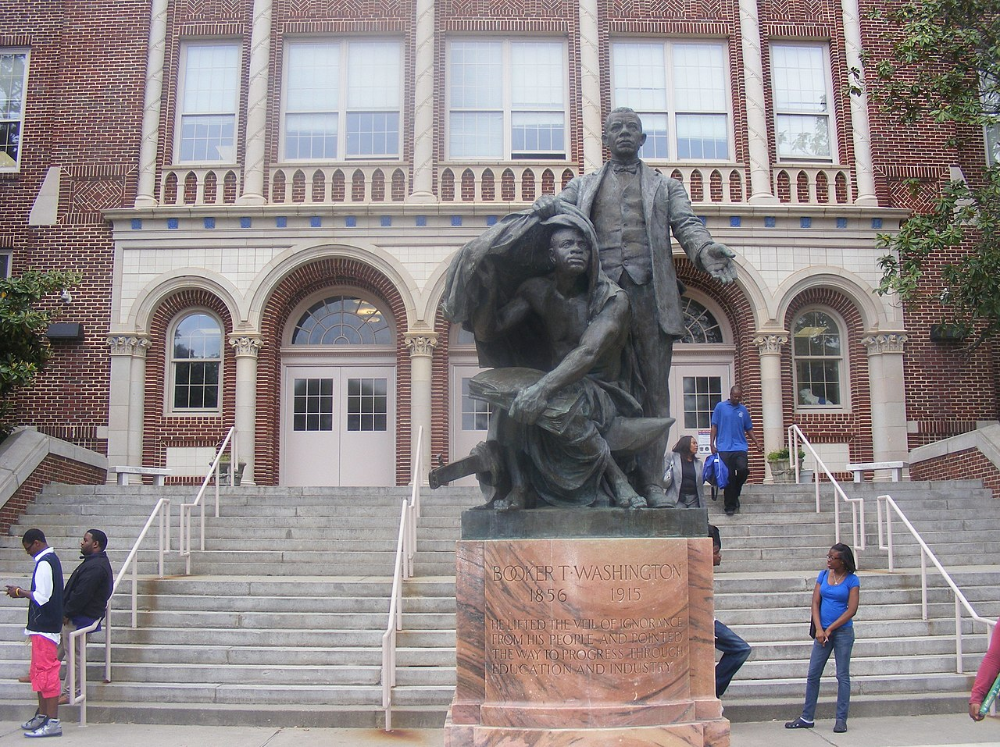 BOOKER T·WASHINGTON
1856 1915
HE LIFTED THE VEIL OF IGNORANCE
FROM HIS PEOPLE AND POINTED
THE WAY TO PROGRESS THROUGH
EDUCATION AND INDUSTRY